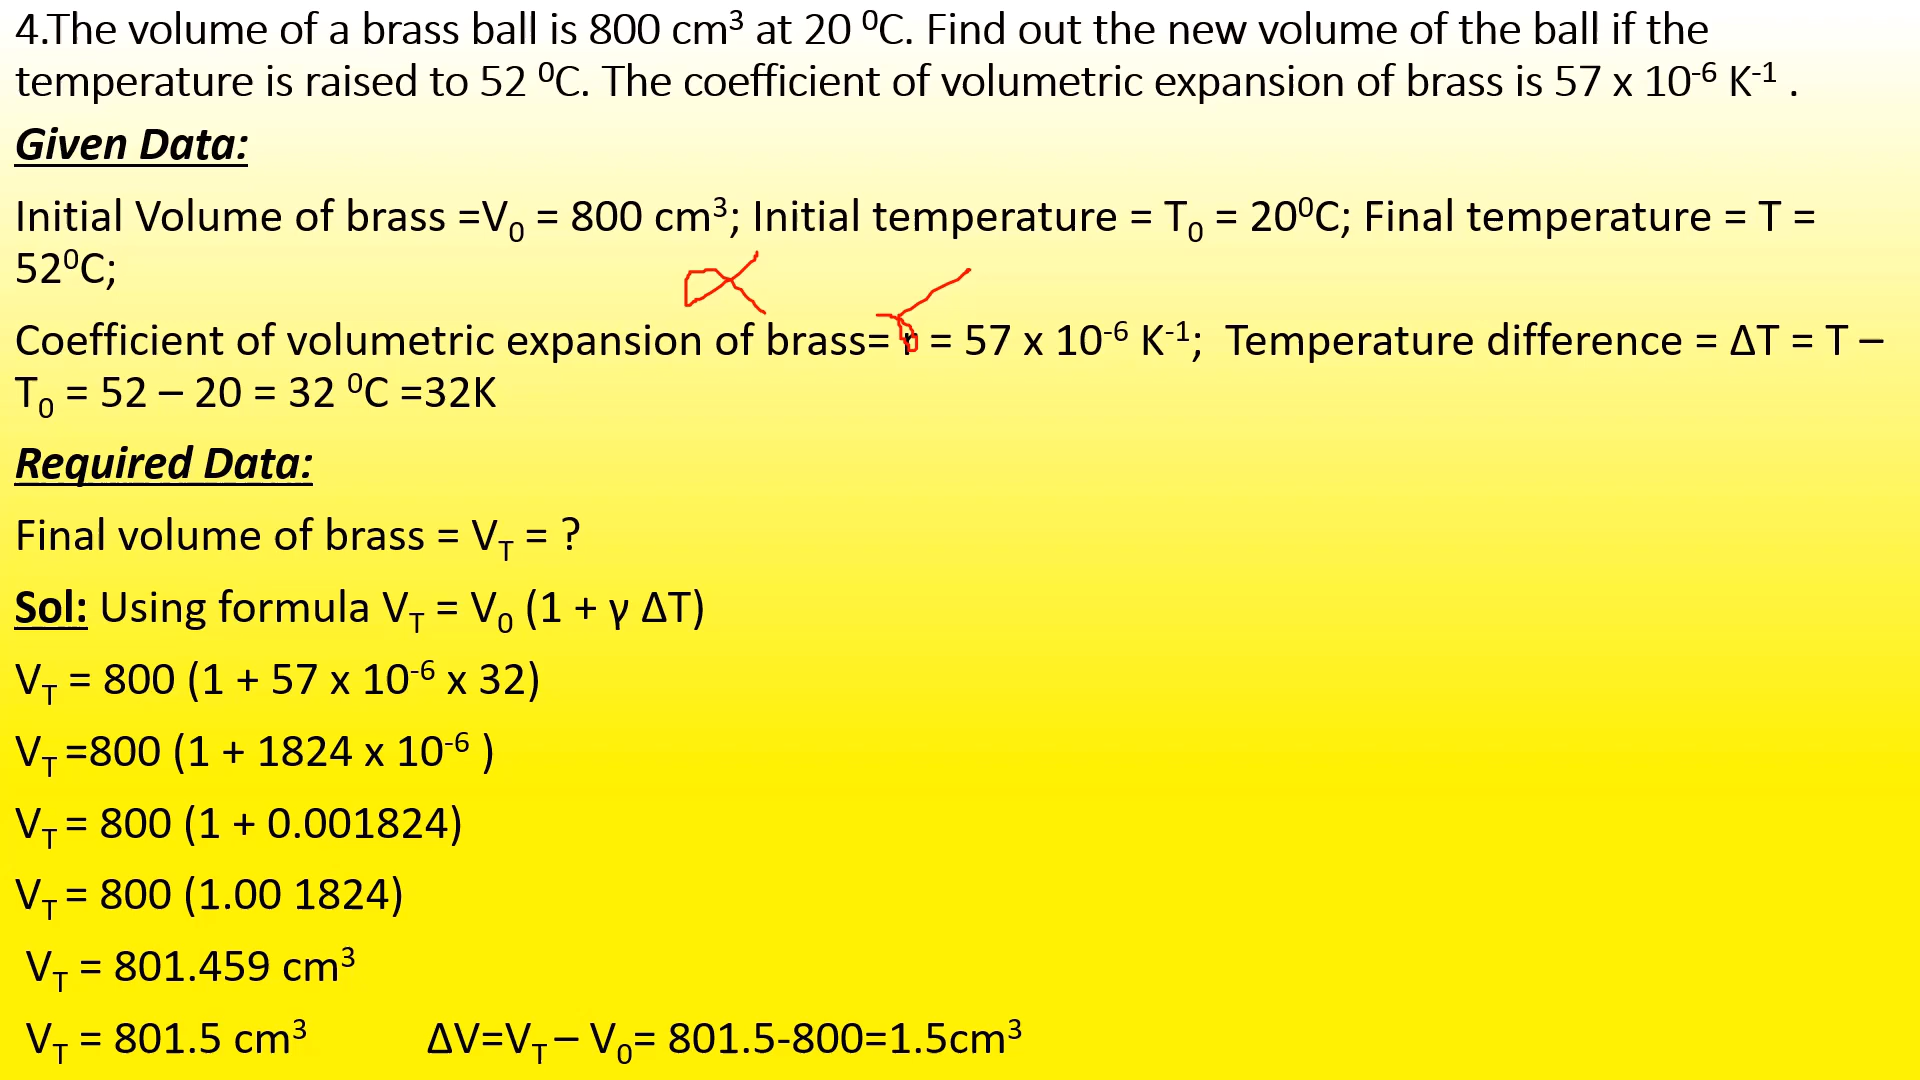 4.The volume of a brass ball is 800 cm³ at 20 ⁰C. Find out the new volume of the ball if the
temperature is raised to 52 ⁰C. The coefficient of volumetric expansion of brass is 57 x 10⁻⁶ K⁻¹ .
Given Data:
Initial Volume of brass =V₀ = 800 cm³; Initial temperature = T₀ = 20⁰C; Final temperature = T =
52⁰C;
α
Coefficient of volumetric expansion of brass= γ = 57 x 10⁻⁶ K⁻¹;  Temperature difference = ΔT = T –
T₀ = 52 – 20 = 32 ⁰C =32K
Required Data:
Final volume of brass = V_T = ?
Sol: Using formula V_T = V₀ (1 + γ ΔT)
V_T = 800 (1 + 57 x 10⁻⁶ x 32)
V_T =800 (1 + 1824 x 10⁻⁶ )
V_T = 800 (1 + 0.001824)
V_T = 800 (1.00 1824)
V_T = 801.459 cm³
V_T = 801.5 cm³  ΔV=V_T – V₀= 801.5-800=1.5cm³